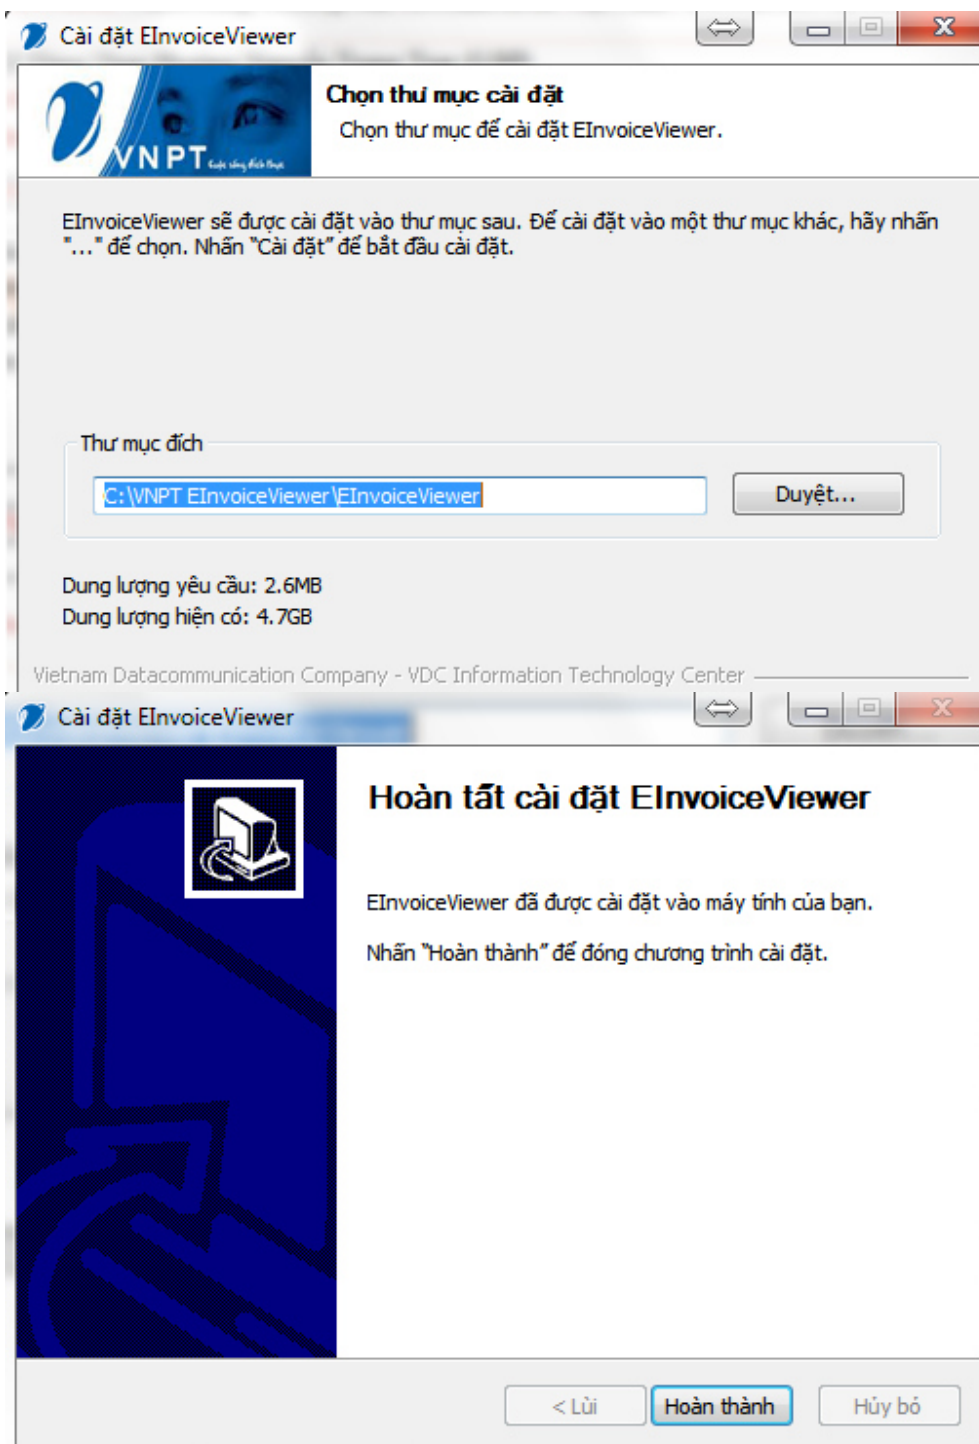 Cài đặt EInvoiceViewer
VNPT
Cuộc sống đích thực
Chọn thư mục cài đặt
Chọn thư mục để cài đặt EInvoiceViewer.
EInvoiceViewer sẽ được cài đặt vào thư mục sau. Để cài đặt vào một thư mục khác, hãy nhấn
"..." để chọn. Nhấn "Cài đặt" để bắt đầu cài đặt.
Thư mục đích
C:\VNPT EInvoiceViewer\EInvoiceViewer
Duyệt...
Dung lượng yêu cầu: 2.6MB
Dung lượng hiện có: 4.7GB
Vietnam Datacommunication Company - VDC Information Technology Center
Cài đặt EInvoiceViewer
Hoàn tất cài đặt EInvoiceViewer
EInvoiceViewer đã được cài đặt vào máy tính của bạn.
Nhấn "Hoàn thành" để đóng chương trình cài đặt.
< Lùi
Hoàn thành
Hủy bỏ